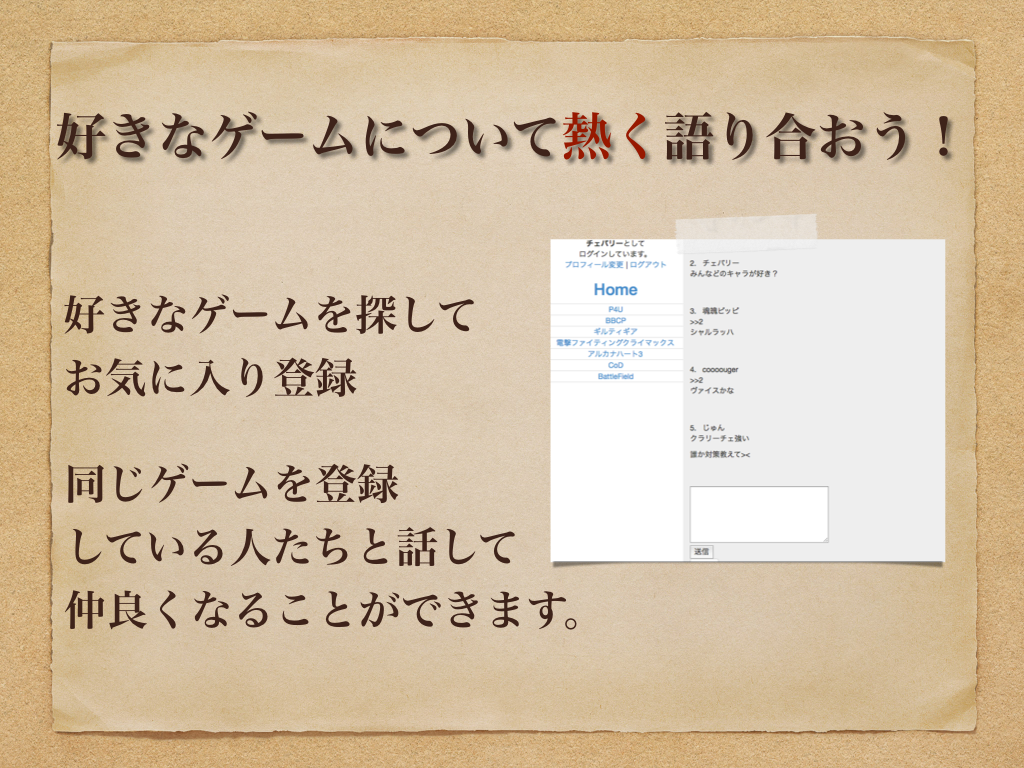 好きなゲームについて熱く語り合おう！
好きなゲームを探して
お気に入り登録
同じゲームを登録
している人たちと話して
仲良くなることができます。
チェバリーとして
ログインしています。
プロフィール変更 | ログアウト
Home
P4U
BBCP
ギルティギア
電撃ファイティングクライマックス
アルカナハート3
CoD
BattleField
2. チェバリー
みんなどのキャラが好き？
3. 魂魄ピッピ
>>2
シャルラッハ
4. coooouger
>>2
ヴァイスかな
5. じゅん
クラリーチェ強い
誰か対策教えて><
送信